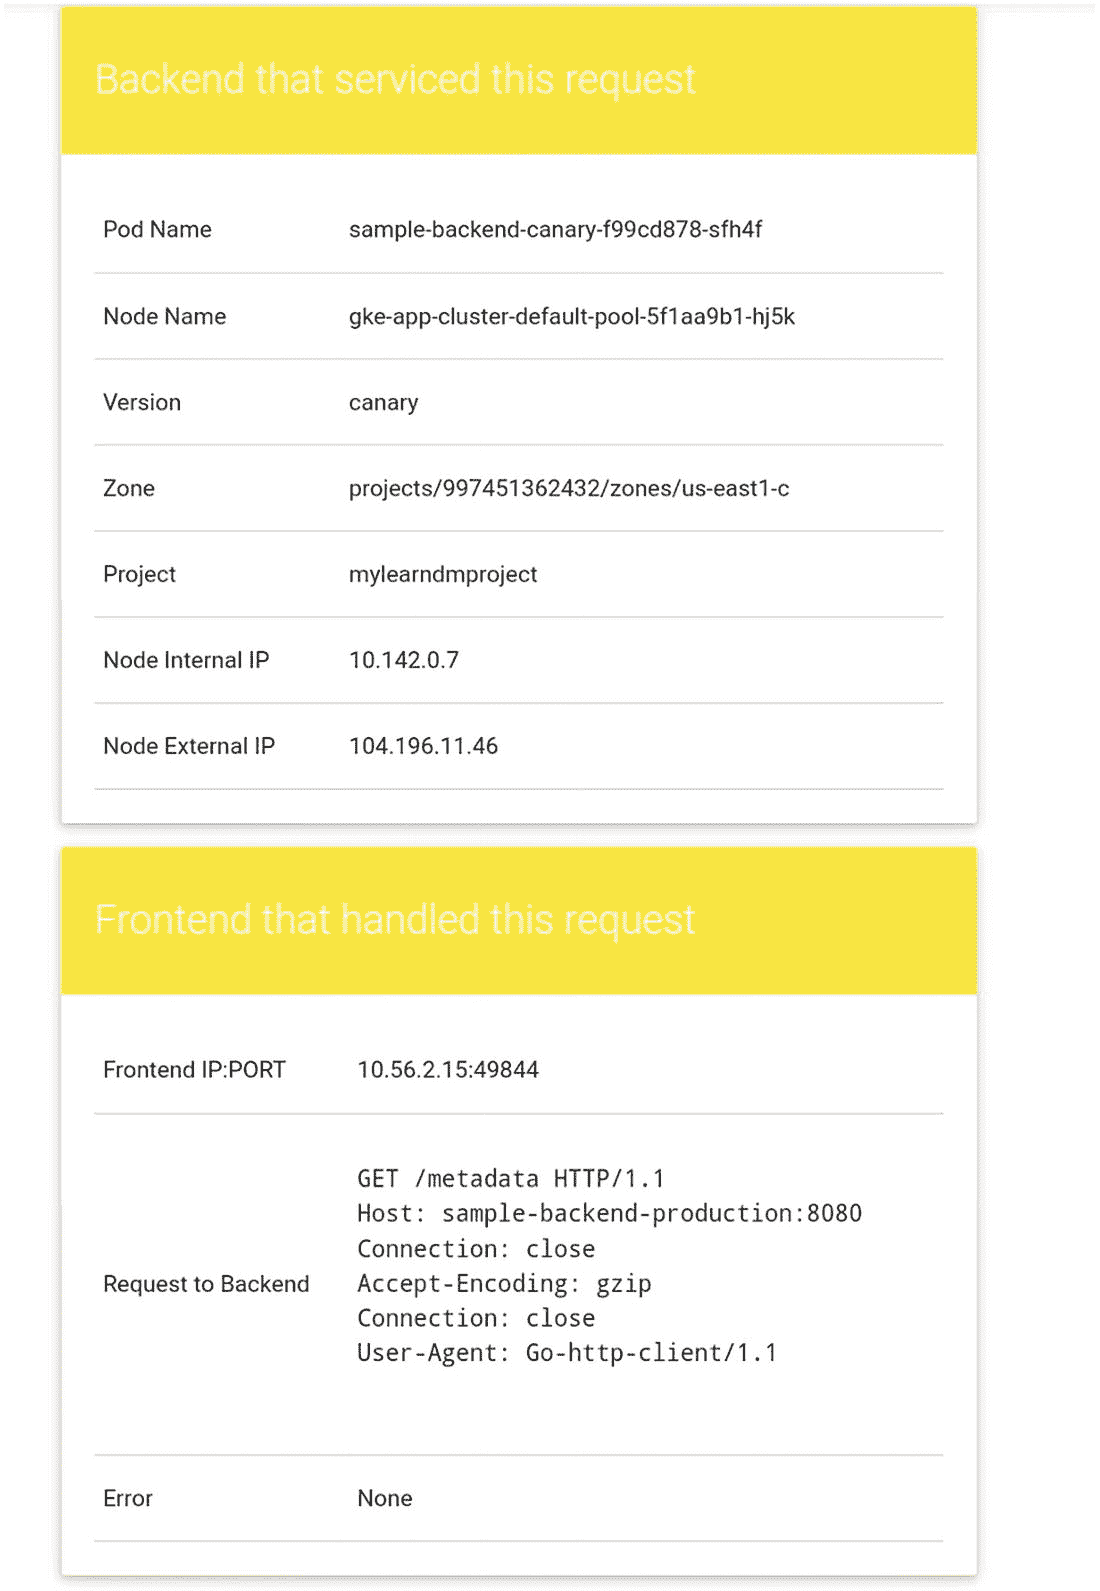 Backend that serviced this request
Pod Name sample-backend-canary-f99cd878-sfh4f
Node Name gke-app-cluster-default-pool-5f1aa9b1-hj5k
Version canary
Zone projects/997451362432/zones/us-east1-c
Project mylearndmproject
Node Internal IP 10.142.0.7
Node External IP 104.196.11.46
Frontend that handled this request
Frontend IP:PORT 10.56.2.15:49844
GET /metadata HTTP/1.1
Host: sample-backend-production:8080
Connection: close
Request to Backend Accept-Encoding: gzip
Connection: close
User-Agent: Go-http-client/1.1
Error None